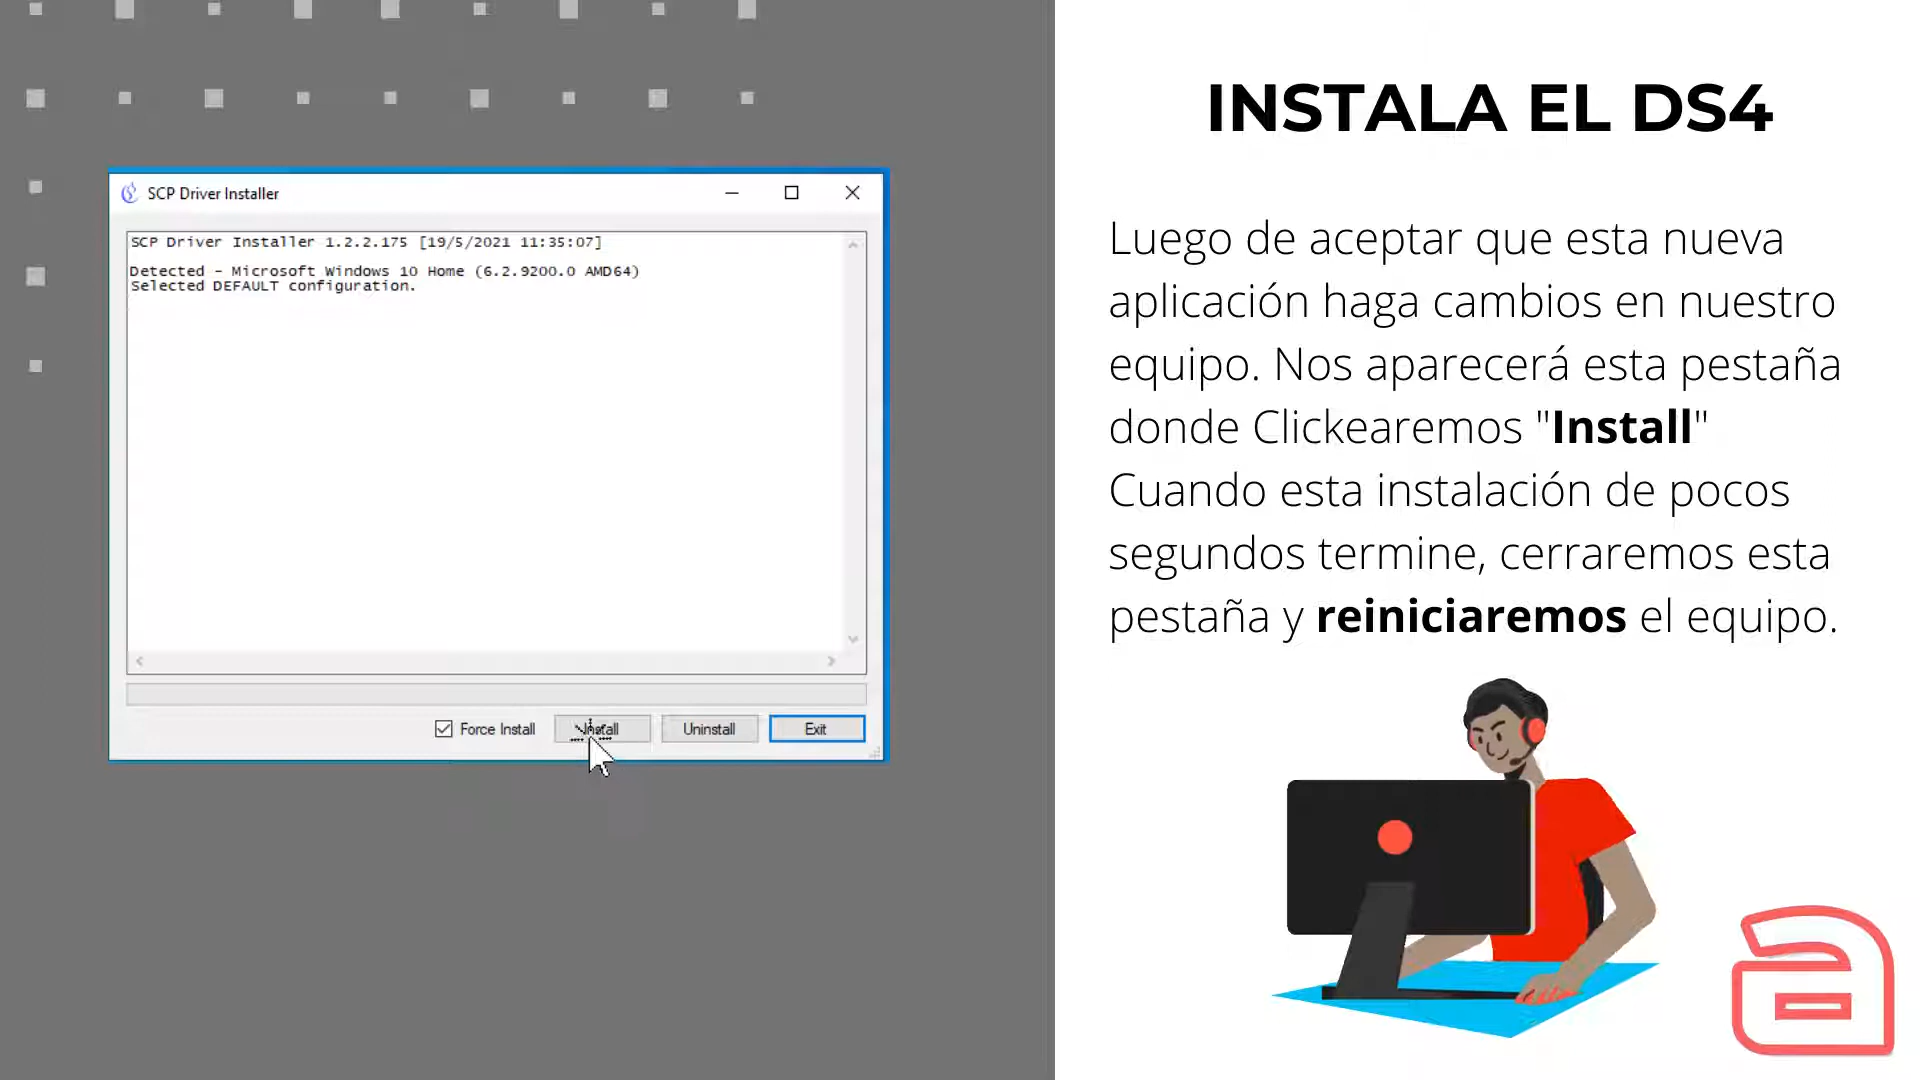 SCP Driver Installer
SCP Driver Installer 1.2.2.175 [19/5/2021 11:35:07]
Detected - Microsoft Windows 10 Home (6.2.9200.0 AMD64)
Selected DEFAULT configuration.
Force Install
Install
Uninstall
Exit
INSTALA EL DS4
Luego de aceptar que esta nueva
aplicación haga cambios en nuestro
equipo. Nos aparecerá esta pestaña
donde Clickearemos "Install"
Cuando esta instalación de pocos
segundos termine, cerraremos esta
pestaña y reiniciaremos el equipo.